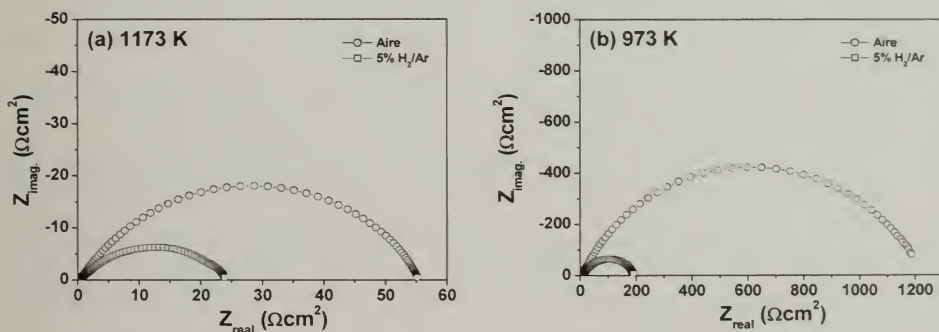 (a) 1173 K
Aire
5% H2/Ar
-50
-40
-30
-20
-10
0
Zimag. (Ωcm²)
0 10 20 30 40 50 60
Zreal (Ωcm²)
(b) 973 K
Aire
5% H2/Ar
-1000
-800
-600
-400
-200
0
Zimag. (Ωcm²)
0 200 400 600 800 1000 1200
Zreal (Ωcm²)